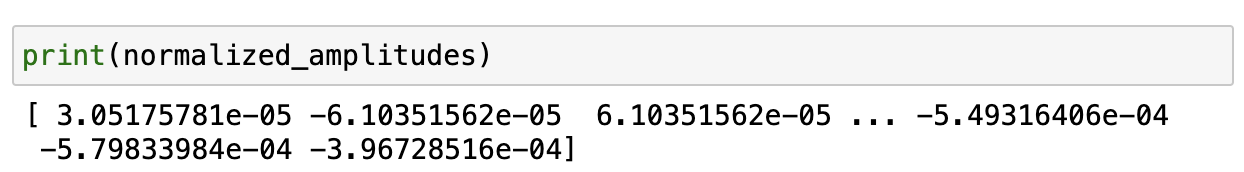 print(normalized_amplitudes)
[ 3.05175781e-05 -6.10351562e-05  6.10351562e-05 ... -5.49316406e-04
 -5.79833984e-04 -3.96728516e-04]